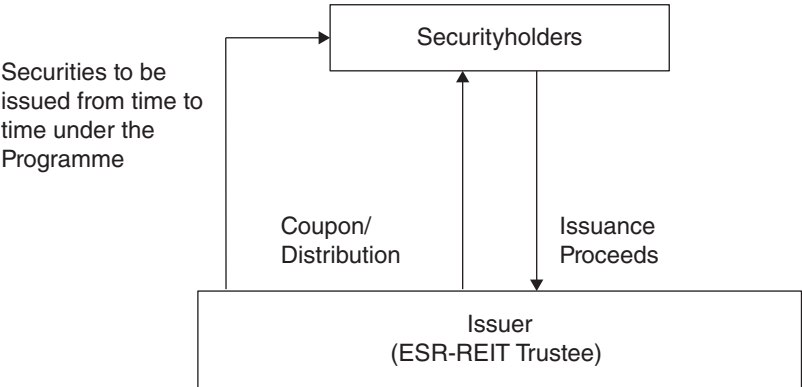 Securityholders
Securities to be
issued from time to
time under the
Programme
Coupon/
Distribution
Issuance
Proceeds
Issuer
(ESR-REIT Trustee)